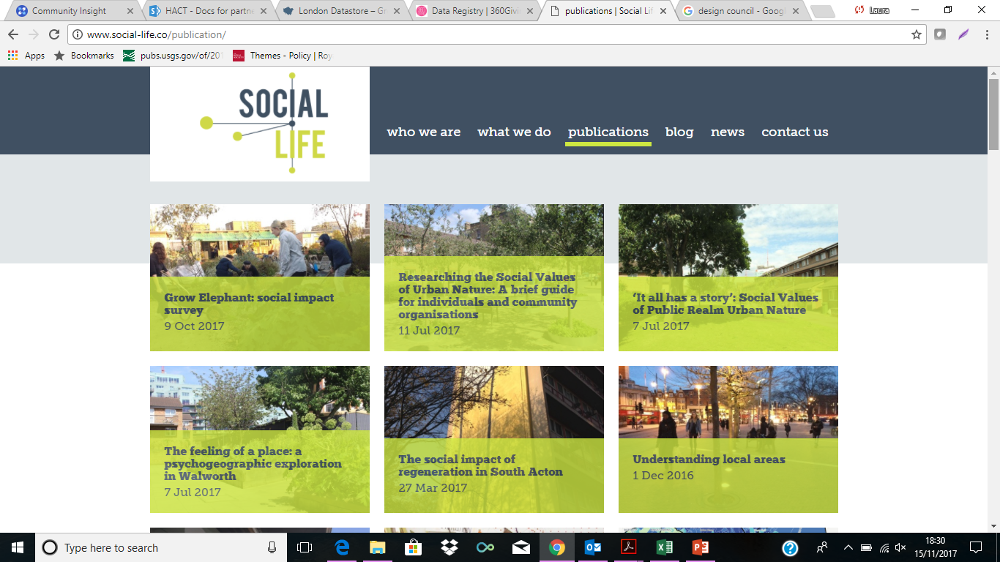 Community Insight
HACT - Docs for partne
London Datastore – Gr
Data Registry | 360Givi
publications | Social Lif
design council - Googl
Laura
www.social-life.co/publication/
Apps
Bookmarks
pubs.usgs.gov/of/201
Themes - Policy | Roy
SOCIAL
LIFE
who we are
what we do
publications
blog
news
contact us
Grow Elephant: social impact
survey
9 Oct 2017
Researching the Social Values
of Urban Nature: A brief guide
for individuals and community
organisations
11 Jul 2017
‘It all has a story’: Social Values
of Public Realm Urban Nature
7 Jul 2017
The feeling of a place: a
psychogeographic exploration
in Walworth
7 Jul 2017
The social impact of
regeneration in South Acton
27 Mar 2017
Understanding local areas
1 Dec 2016
Type here to search
18:30
15/11/2017